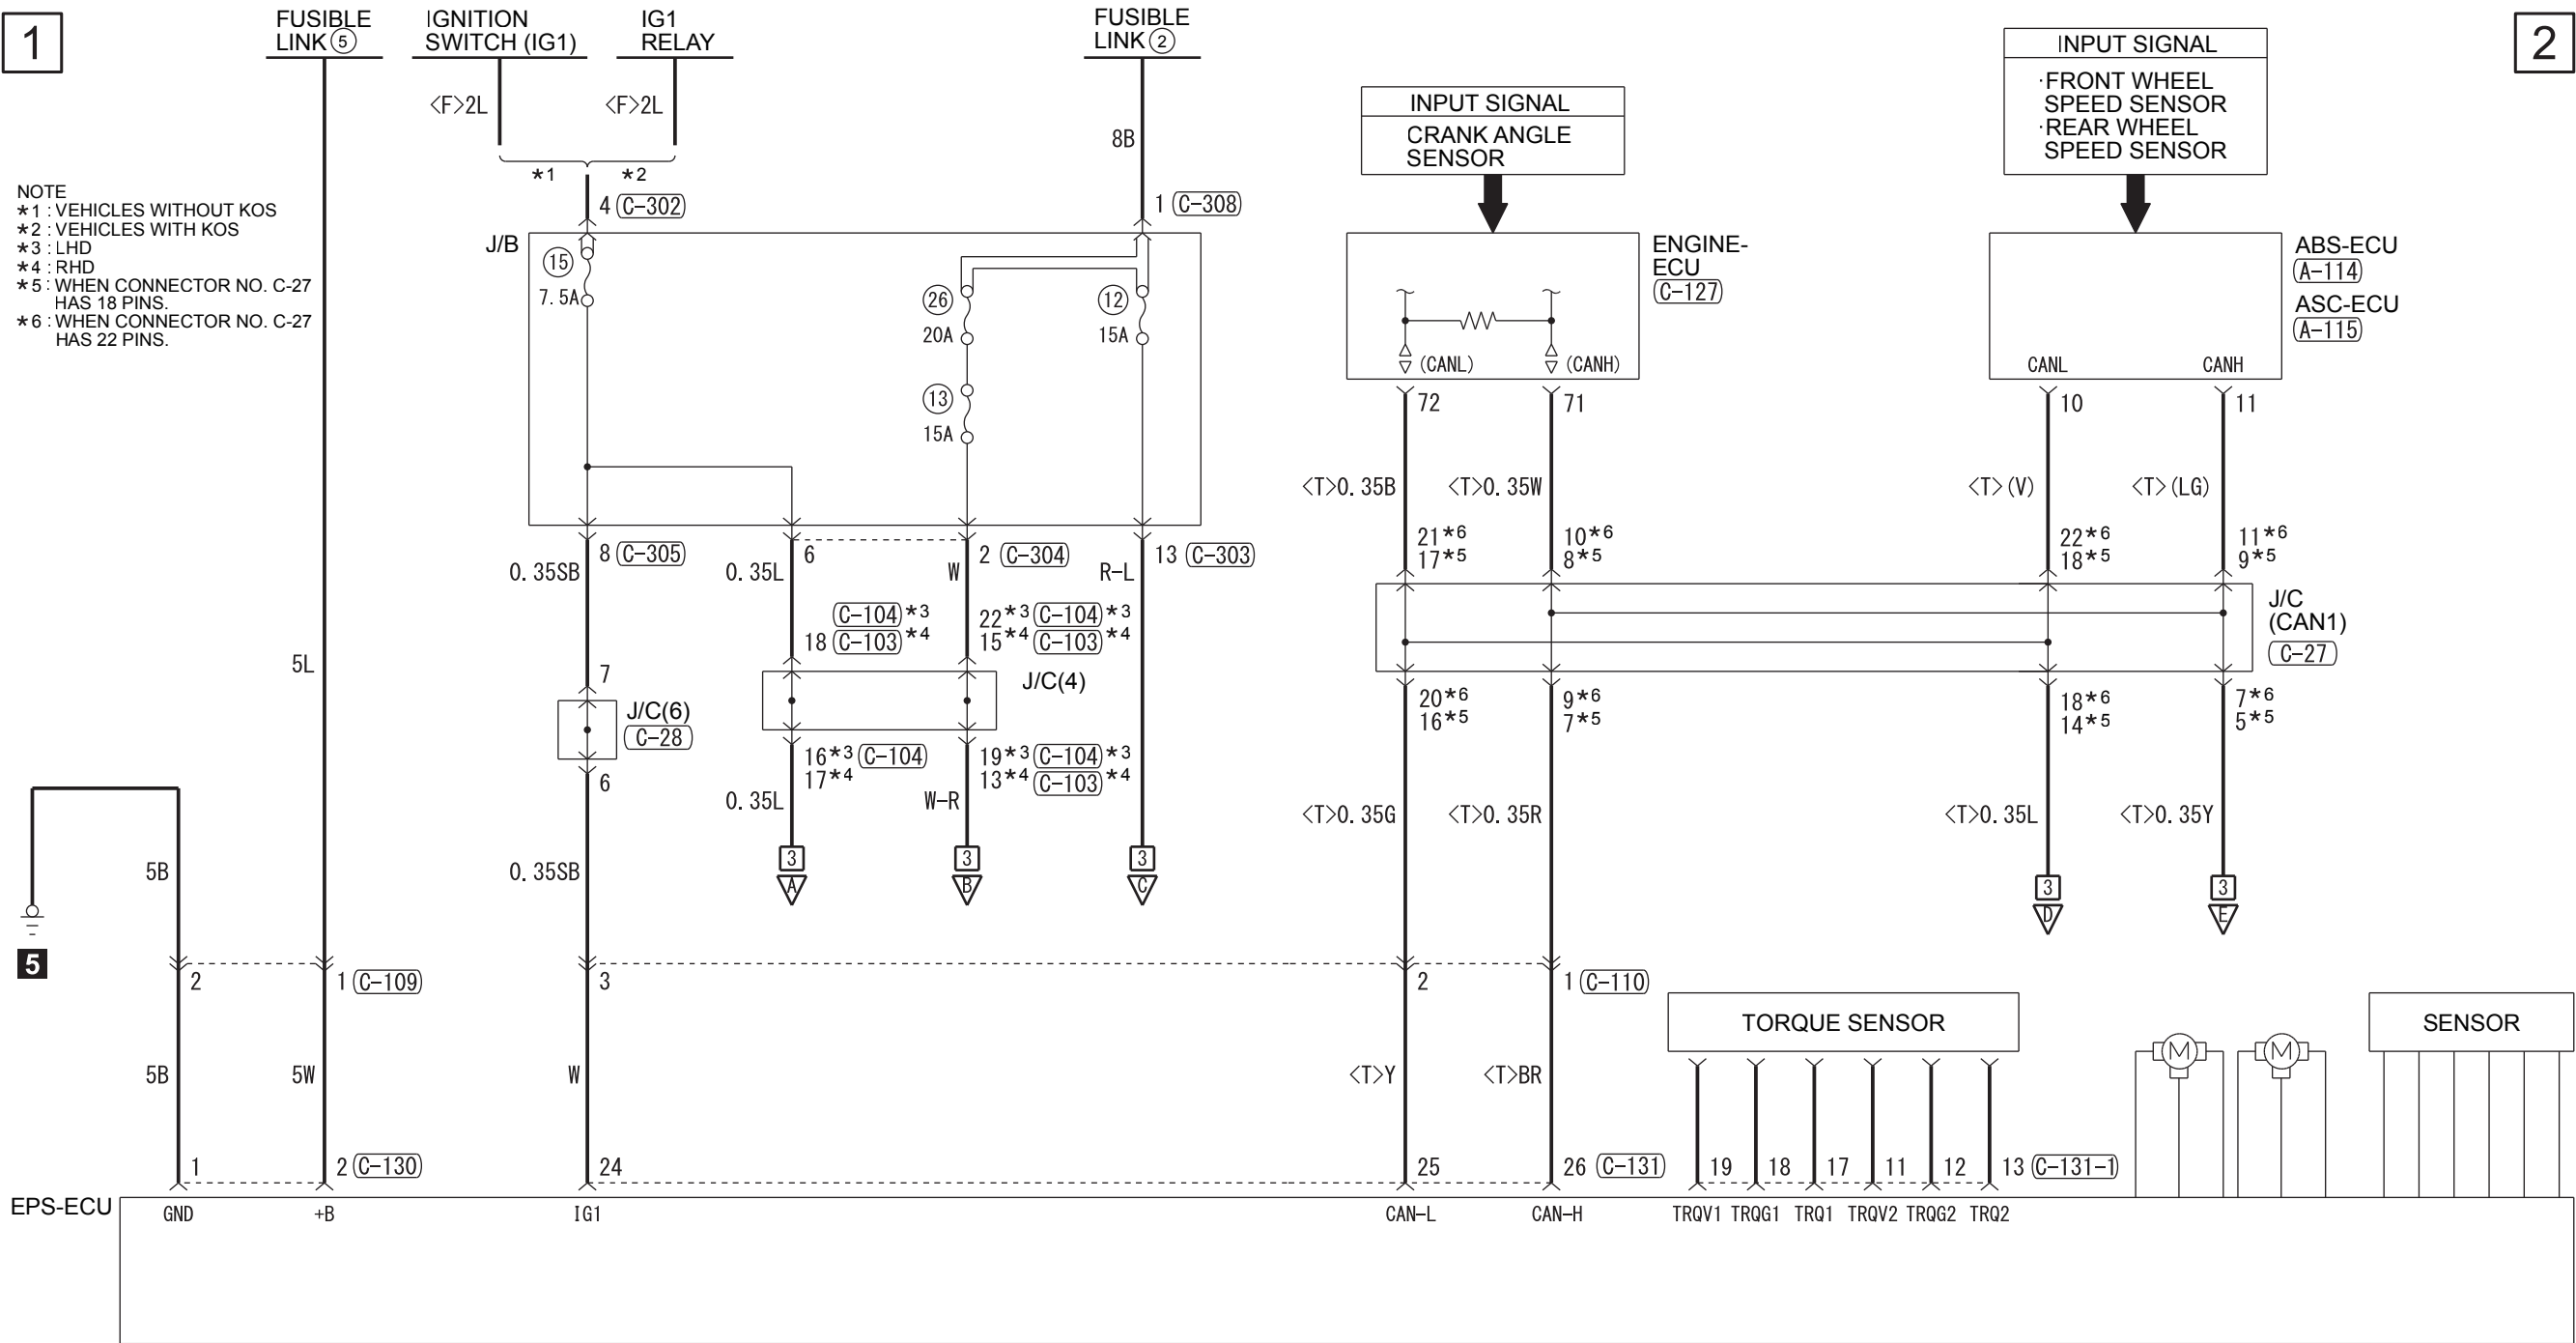 1
FUSIBLE
LINK ⑤
IGNITION
SWITCH (IG1)
IG1
RELAY
FUSIBLE
LINK ②
2
INPUT SIGNAL
·FRONT WHEEL
SPEED SENSOR
·REAR WHEEL
SPEED SENSOR
INPUT SIGNAL
CRANK ANGLE
SENSOR
<F>2L
<F>2L
8B
*1
*2
NOTE
*1 : VEHICLES WITHOUT KOS
*2 : VEHICLES WITH KOS
*3 : LHD
*4 : RHD
*5 : WHEN CONNECTOR NO. C-27
HAS 18 PINS.
*6 : WHEN CONNECTOR NO. C-27
HAS 22 PINS.
4 C-302
1 C-308
J/B
15
7.5A
26
20A
13
15A
12
15A
ENGINE-
ECU
C-127
(CANL)
(CANH)
ABS-ECU
A-114
ASC-ECU
A-115
CANL
CANH
72
71
10
11
<T>0.35B
<T>0.35W
<T>(V)
<T>(LG)
8 C-305
6
2 C-304
13 C-303
0.35SB
0.35L
W
R-L
21*6
17*5
10*6
8*5
22*6
18*5
11*6
9*5
C-104 *3
18 C-103 *4
22*3 C-104 *3
15*4 C-103 *4
J/C
(CAN1)
C-27
5L
7
J/C(6)
C-28
6
J/C(4)
16*3 C-104
17*4
19*3 C-104 *3
13*4 C-103 *4
20*6
16*5
9*6
7*5
18*6
14*5
7*6
5*5
0.35L
W-R
<T>0.35G
<T>0.35R
<T>0.35L
<T>0.35Y
5B
0.35SB
3
A
3
B
3
C
3
D
3
E
5
2
1 C-109
3
2
1 C-110
TORQUE SENSOR
M
M
SENSOR
5B
5W
W
<T>Y
<T>BR
1
2 C-130
24
25
26 C-131
19
18
17
11
12
13 C-131-1
EPS-ECU
GND
+B
IG1
CAN-L
CAN-H
TRQV1
TRQG1
TRQ1
TRQV2
TRQG2
TRQ2